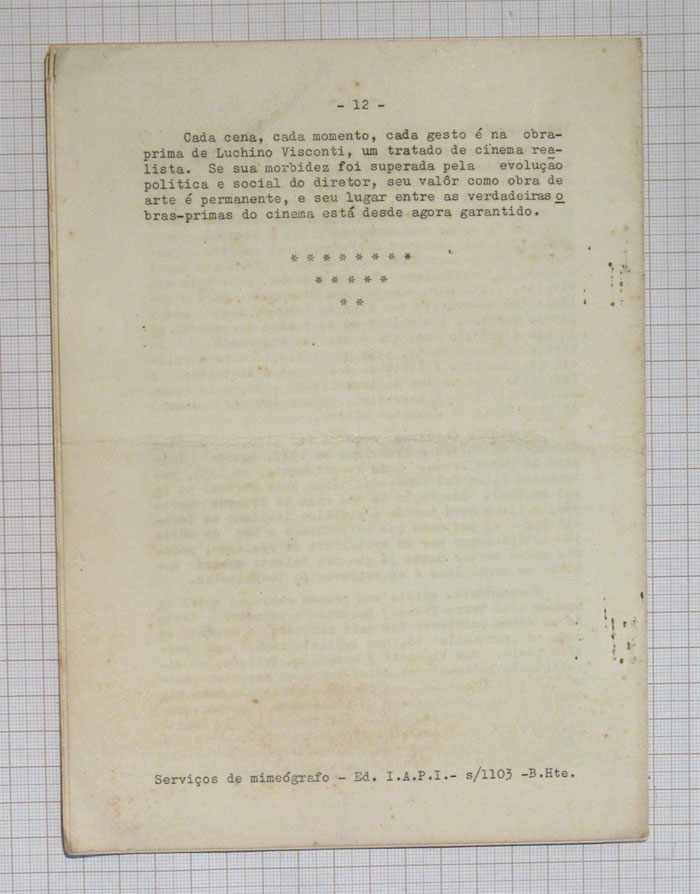 - 12 -
Cada cena, cada momento, cada gesto é na obra-
prima de Luchino Visconti, um tratado de cinema rea-
lista. Se sua morbidez foi superada pela evolução
politica e social do diretor, seu valôr como obra de
arte é permanente, e seu lugar entre as verdadeiras o
bras-primas do cinema está desde agora garantido.
* * * * * * * *
* * * * *
* *
Serviços de mimeógrafo - Ed. I.A.P.I.- s/1103 -B.Hte.